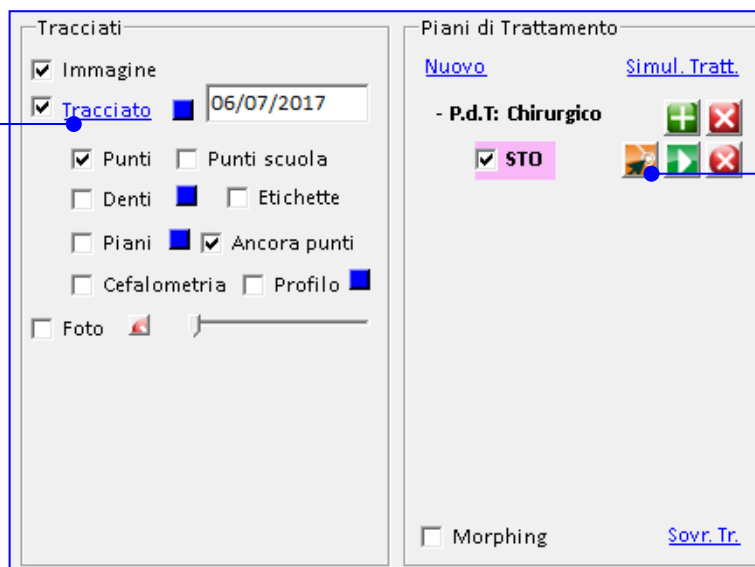 Tracciati
Immagine
Tracciato 06/07/2017
Punti Punti scuola
Denti Etichette
Piani Ancora punti
Cefalometria Profilo
Foto
Piani di Trattamento
Nuovo Simul. Tratt.
- P.d.T: Chirurgico
STO
Morphing Sovr. Tr.